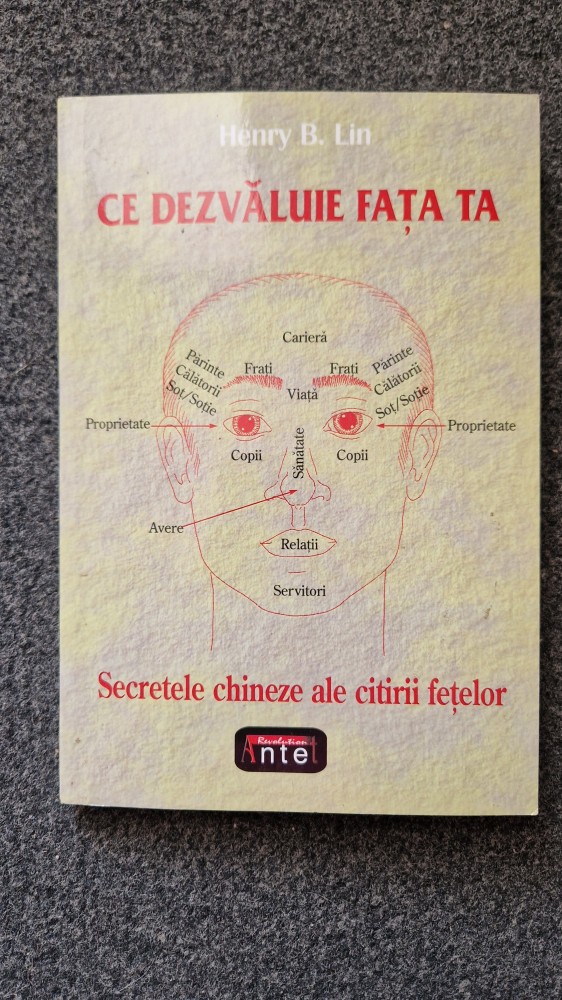 Henry B. Lin
CE DEZVĂLUIE FAȚA TA
Carieră
Părinte
Călătorii
Soț/Soție
Frați
Frați
Părinte
Călătorii
Soț/Soție
Viață
Proprietate
Proprietate
Copii
Sănătate
Copii
Avere
Relații
Servitori
Secretele chineze ale citirii fețelor
Revolution
Antet